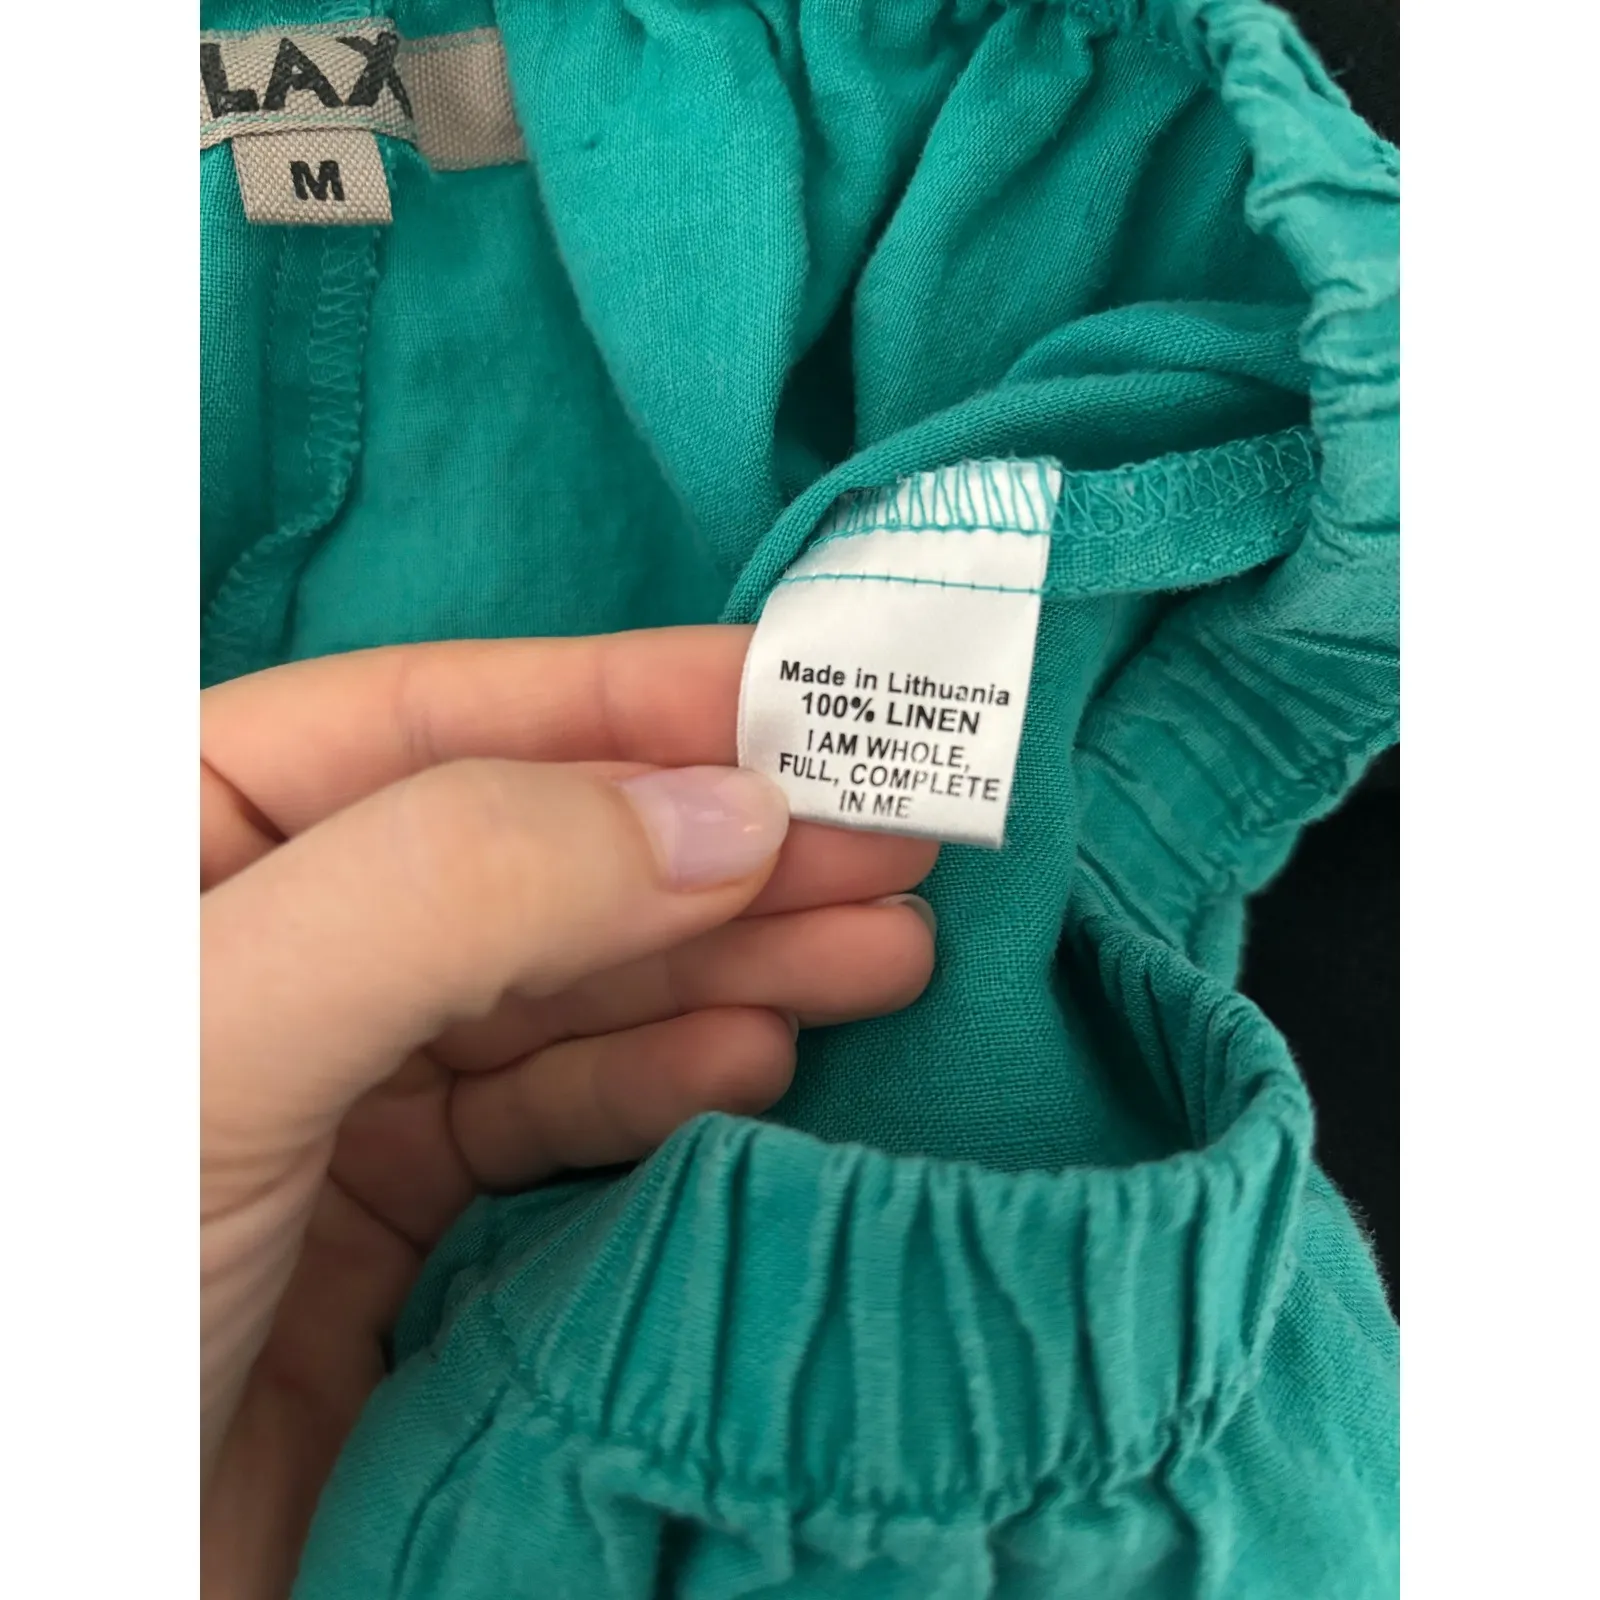 LAX
M
Made in Lithuania
100% LINEN
I AM WHOLE,
FULL, COMPLETE
IN ME